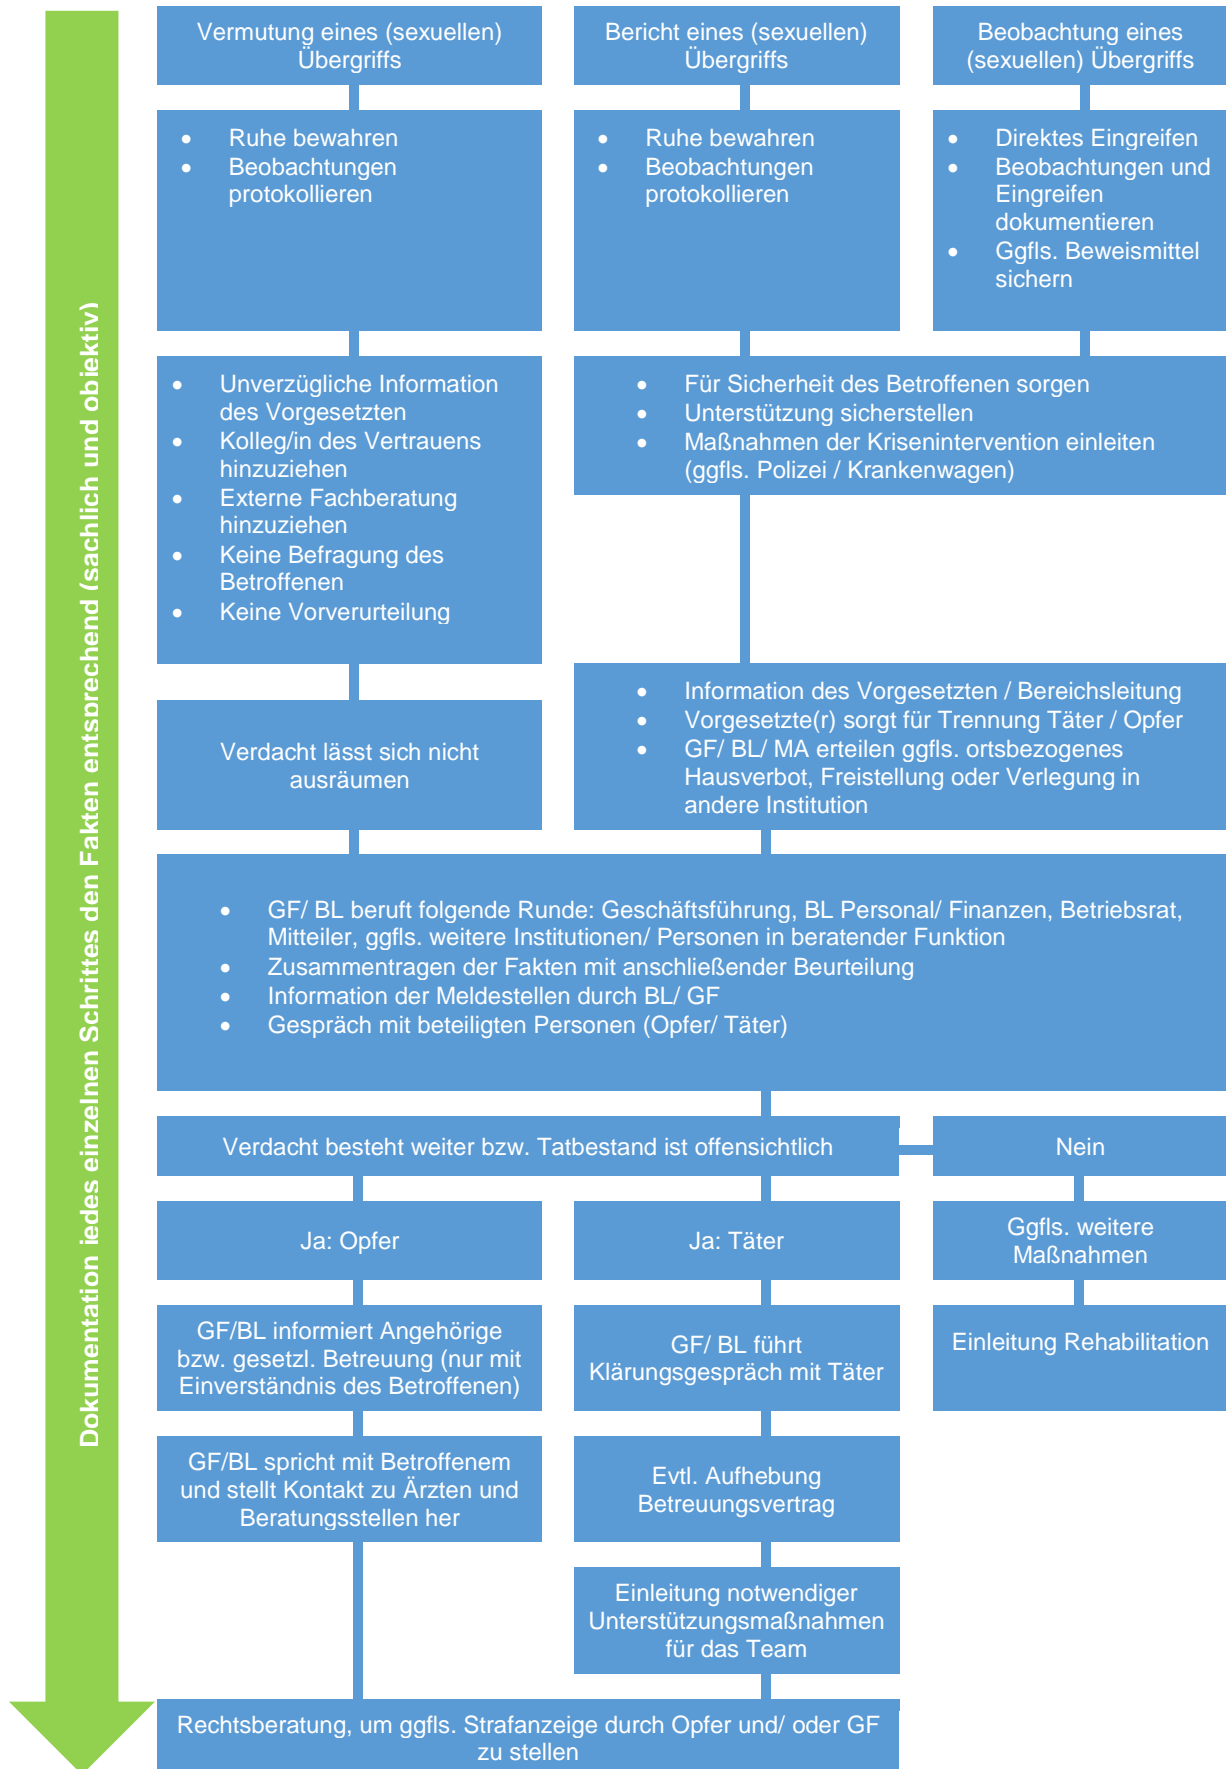 Dokumentation jedes einzelnen Schrittes den Fakten entsprechend (sachlich und objektiv)
Vermutung eines (sexuellen)
Übergriffs
Bericht eines (sexuellen)
Übergriffs
Beobachtung eines
(sexuellen) Übergriffs
• Ruhe bewahren
• Beobachtungen
protokollieren
• Ruhe bewahren
• Beobachtungen
protokollieren
• Direktes Eingreifen
• Beobachtungen und
Eingreifen
dokumentieren
• Ggfls. Beweismittel
sichern
• Unverzügliche Information
des Vorgesetzten
• Kolleg/in des Vertrauens
hinzuziehen
• Externe Fachberatung
hinzuziehen
• Keine Befragung des
Betroffenen
• Keine Vorverurteilung
• Für Sicherheit des Betroffenen sorgen
• Unterstützung sicherstellen
• Maßnahmen der Krisenintervention einleiten
(ggfls. Polizei / Krankenwagen)
Verdacht lässt sich nicht
ausräumen
• Information des Vorgesetzten / Bereichsleitung
• Vorgesetzte(r) sorgt für Trennung Täter / Opfer
• GF/ BL/ MA erteilen ggfls. ortsbezogenes
Hausverbot, Freistellung oder Verlegung in
andere Institution
• GF/ BL beruft folgende Runde: Geschäftsführung, BL Personal/ Finanzen, Betriebsrat,
Mitteiler, ggfls. weitere Institutionen/ Personen in beratender Funktion
• Zusammentragen der Fakten mit anschließender Beurteilung
• Information der Meldestellen durch BL/ GF
• Gespräch mit beteiligten Personen (Opfer/ Täter)
Verdacht besteht weiter bzw. Tatbestand ist offensichtlich
Nein
Ja: Opfer
Ja: Täter
Ggfls. weitere
Maßnahmen
GF/BL informiert Angehörige
bzw. gesetzl. Betreuung (nur mit
Einverständnis des Betroffenen)
GF/ BL führt
Klärungsgespräch mit Täter
Einleitung Rehabilitation
GF/BL spricht mit Betroffenem
und stellt Kontakt zu Ärzten und
Beratungsstellen her
Evtl. Aufhebung
Betreuungsvertrag
Einleitung notwendiger
Unterstützungsmaßnahmen
für das Team
Rechtsberatung, um ggfls. Strafanzeige durch Opfer und/ oder GF
zu stellen